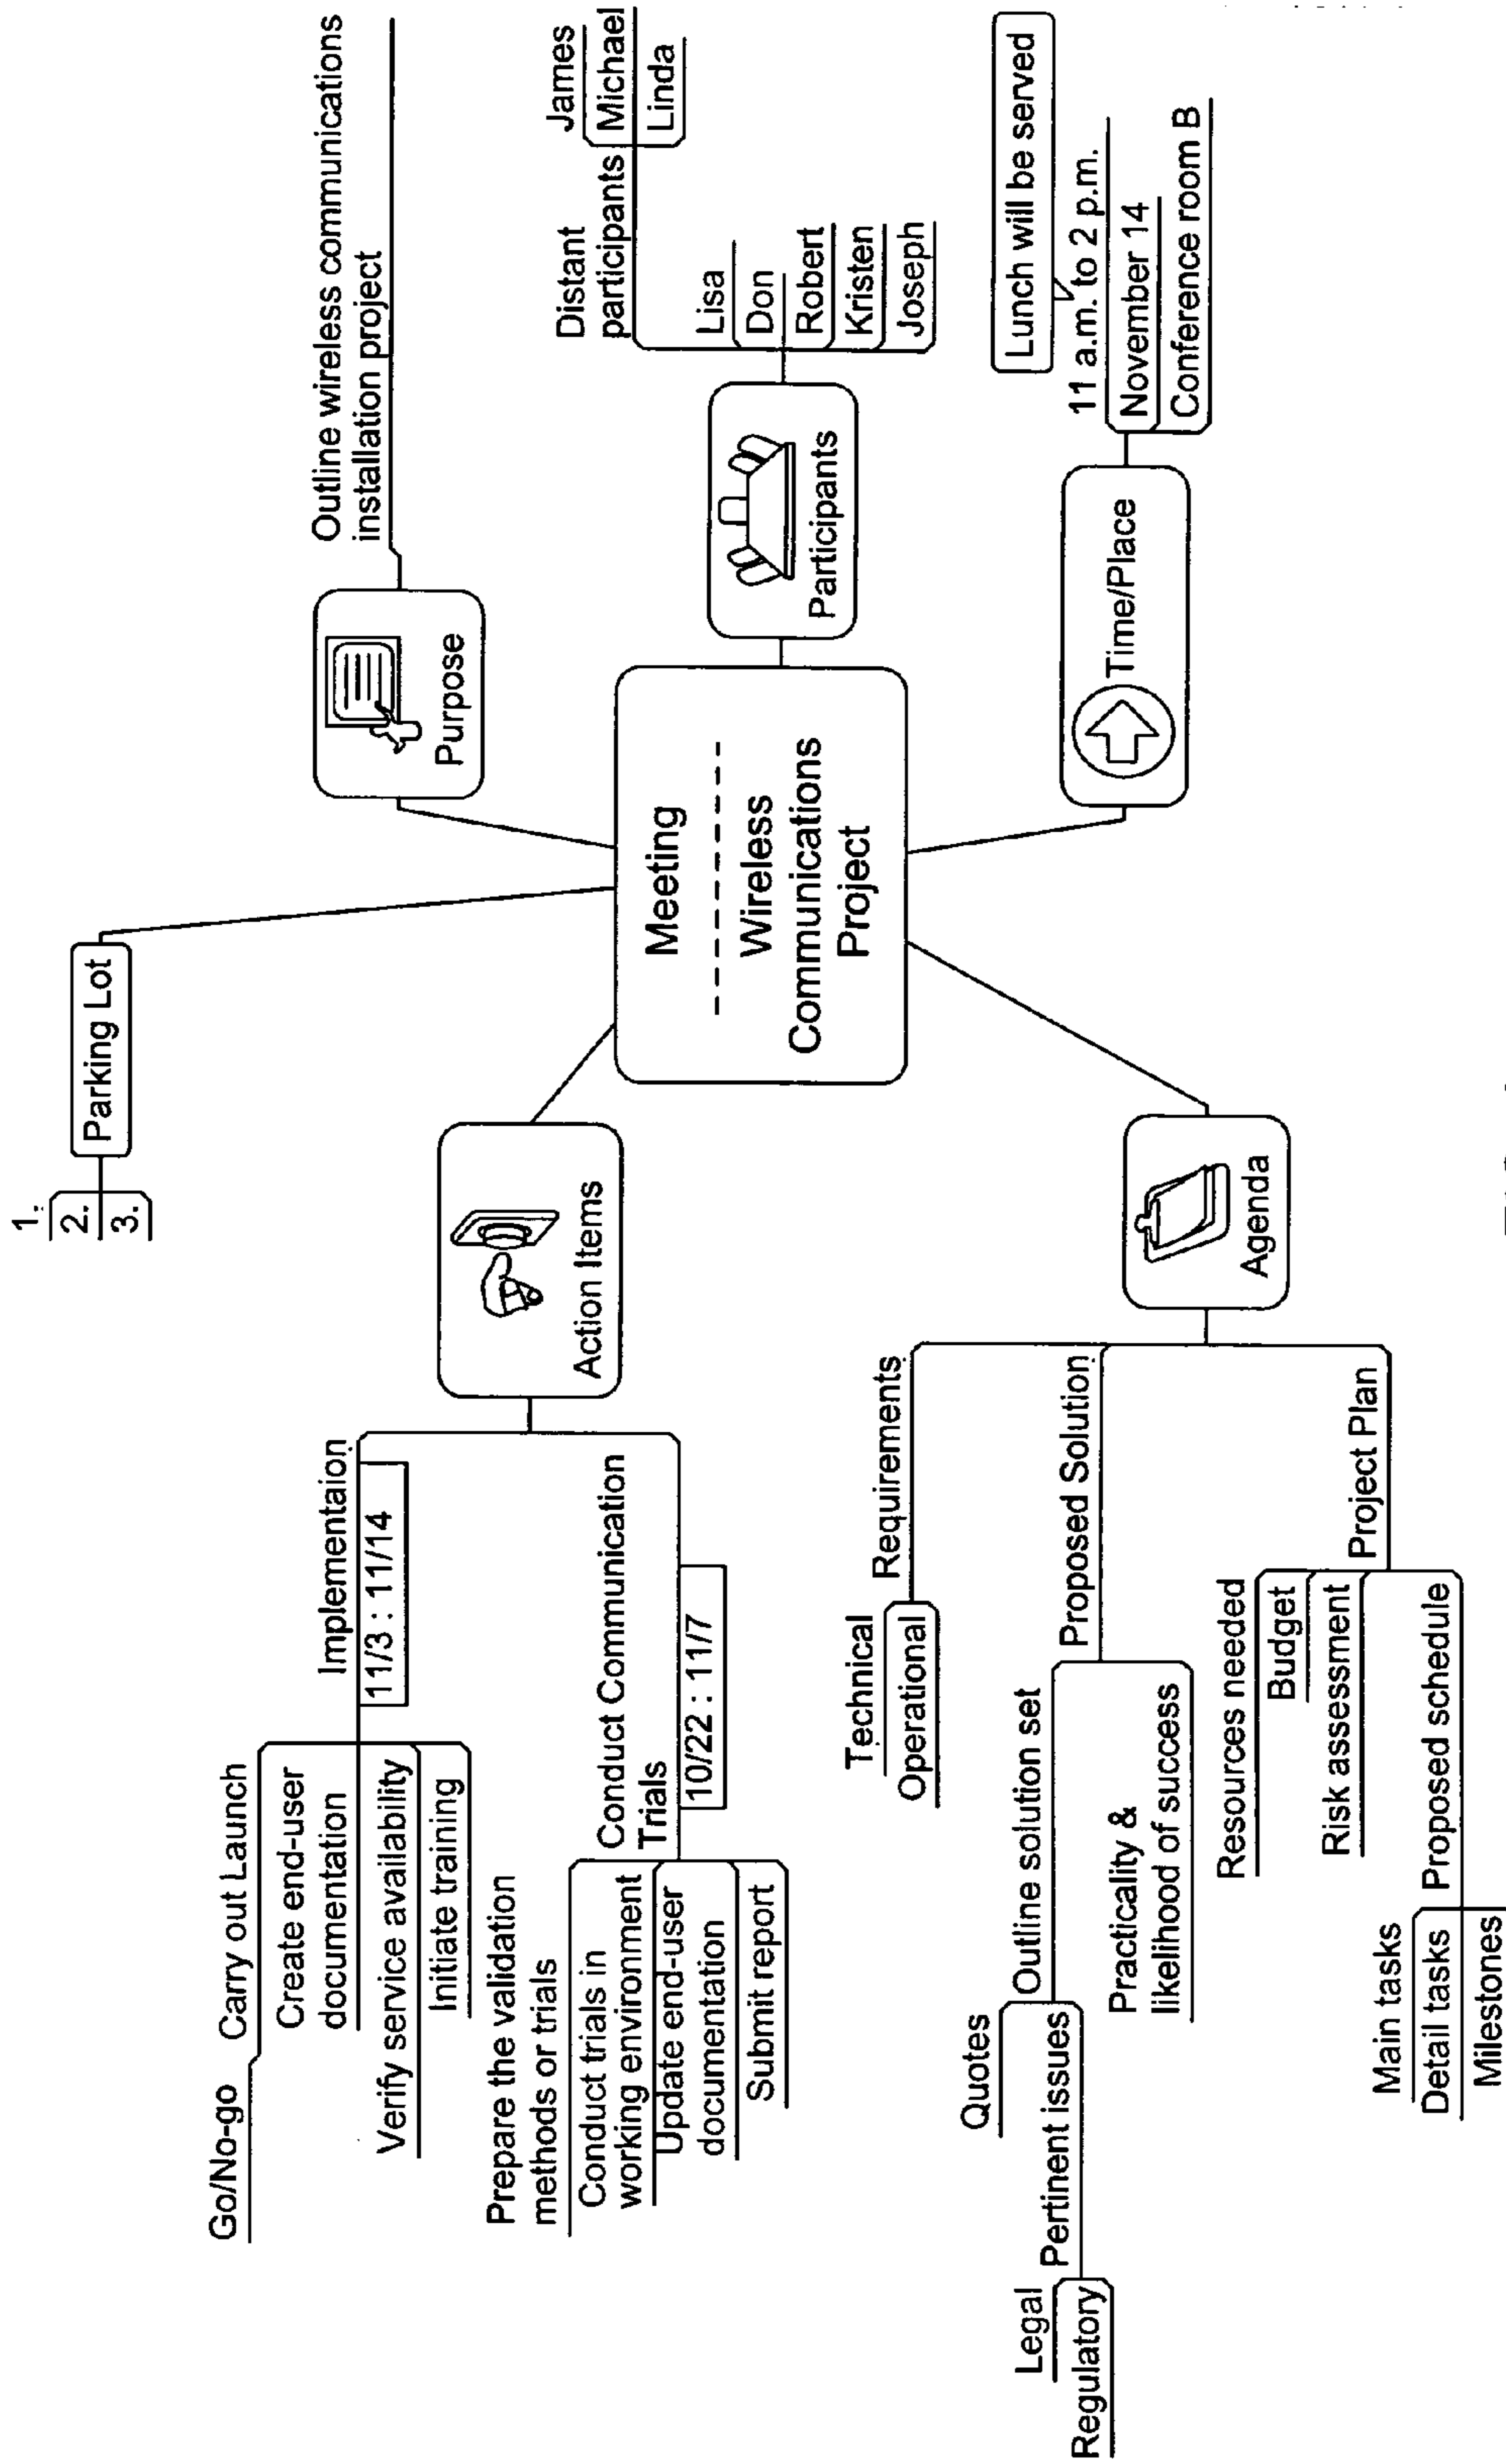 Meeting
Wireless
Communications
Project
Purpose
Outline wireless communications
installation project
Participants
Distant
participants
James
Michael
Linda
Lisa
Don
Robert
Kristen
Joseph
Time/Place
Lunch will be served
11 a.m. to 2 p.m.
November 14
Conference room B
Parking Lot
1.
2.
3.
Action Items
Implementaion
11/3 : 11/14
Go/No-go
Carry out Launch
Create end-user
documentation
Verify service availability
Initiate training
Conduct Communication
Trials
10/22 : 11/7
Prepare the validation
methods or trials
Conduct trials in
working environment
Update end-user
documentation
Submit report
Agenda
Requirements
Technical
Operational
Proposed Solution
Outline solution set
Quotes
Pertinent issues
Legal
Regulatory
Practicality &
likelihood of success
Project Plan
Resources needed
Budget
Risk assessment
Proposed schedule
Main tasks
Detail tasks
Milestones